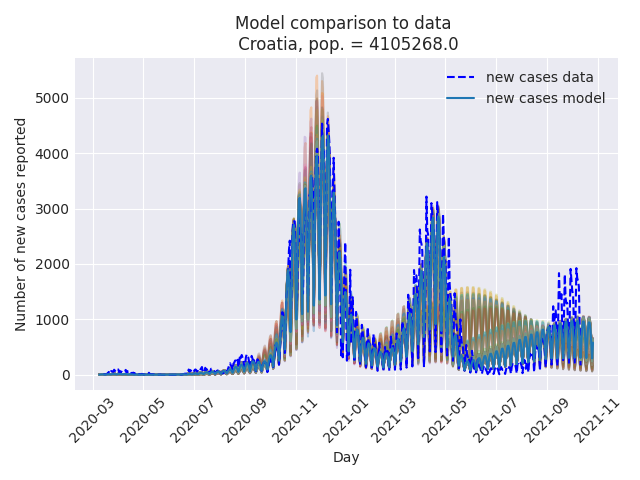 Model comparison to data
Croatia, pop. = 4105268.0
new cases data
new cases model
Number of new cases reported
5000
4000
3000
2000
1000
0
2020-03
2020-05
2020-07
2020-09
2020-11
2021-01
2021-03
2021-05
2021-07
2021-09
2021-11
Day